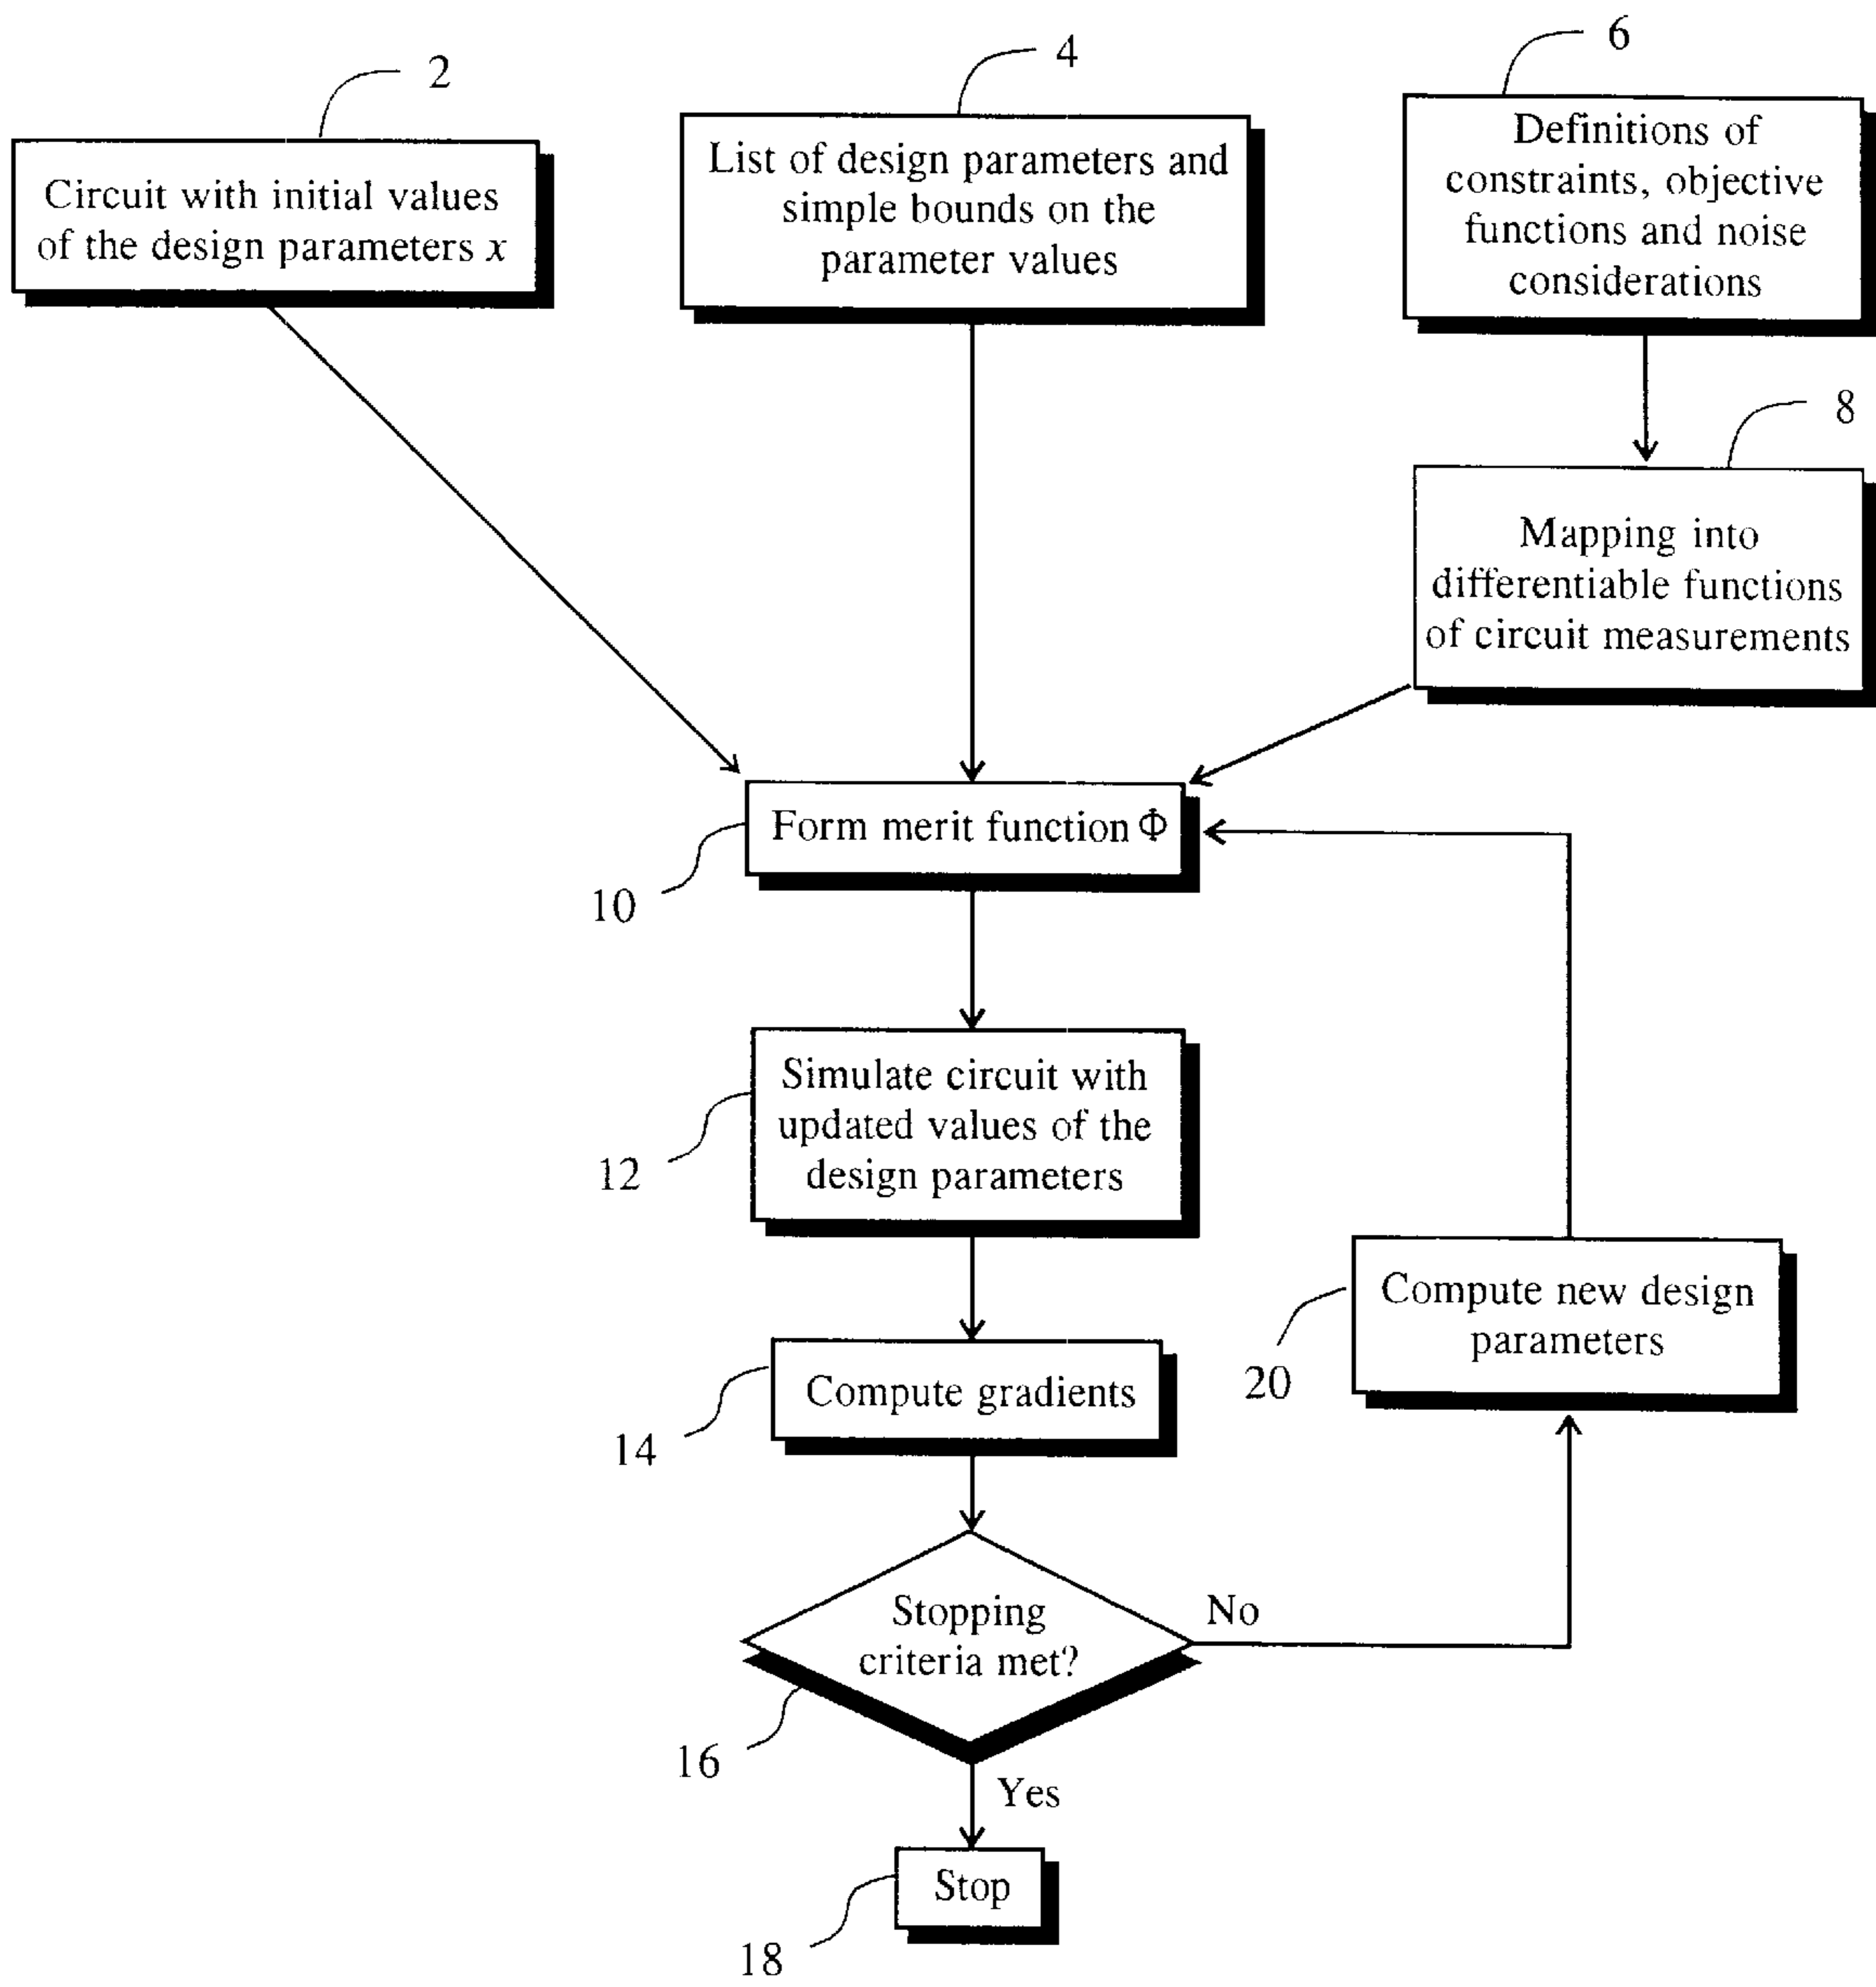 2
4
6
Circuit with initial values
of the design parameters x
List of design parameters and
simple bounds on the
parameter values
Definitions of
constraints, objective
functions and noise
considerations
8
Mapping into
differentiable functions
of circuit measurements
Form merit function Φ
10
Simulate circuit with
updated values of the
design parameters
12
Compute new design
parameters
20
Compute gradients
14
Stopping
criteria met?
No
16
Yes
Stop
18